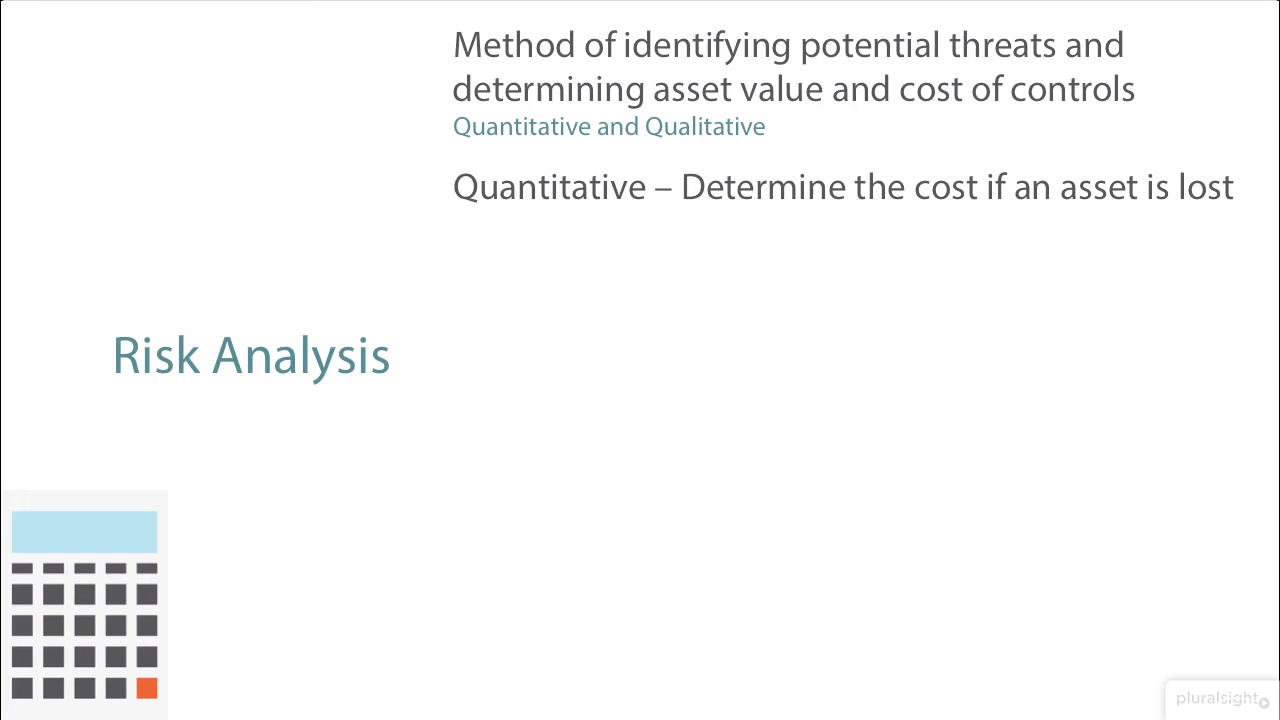 Method of identifying potential threats and
determining asset value and cost of controls
Quantitative and Qualitative
Quantitative – Determine the cost if an asset is lost
Risk Analysis
pluralsight